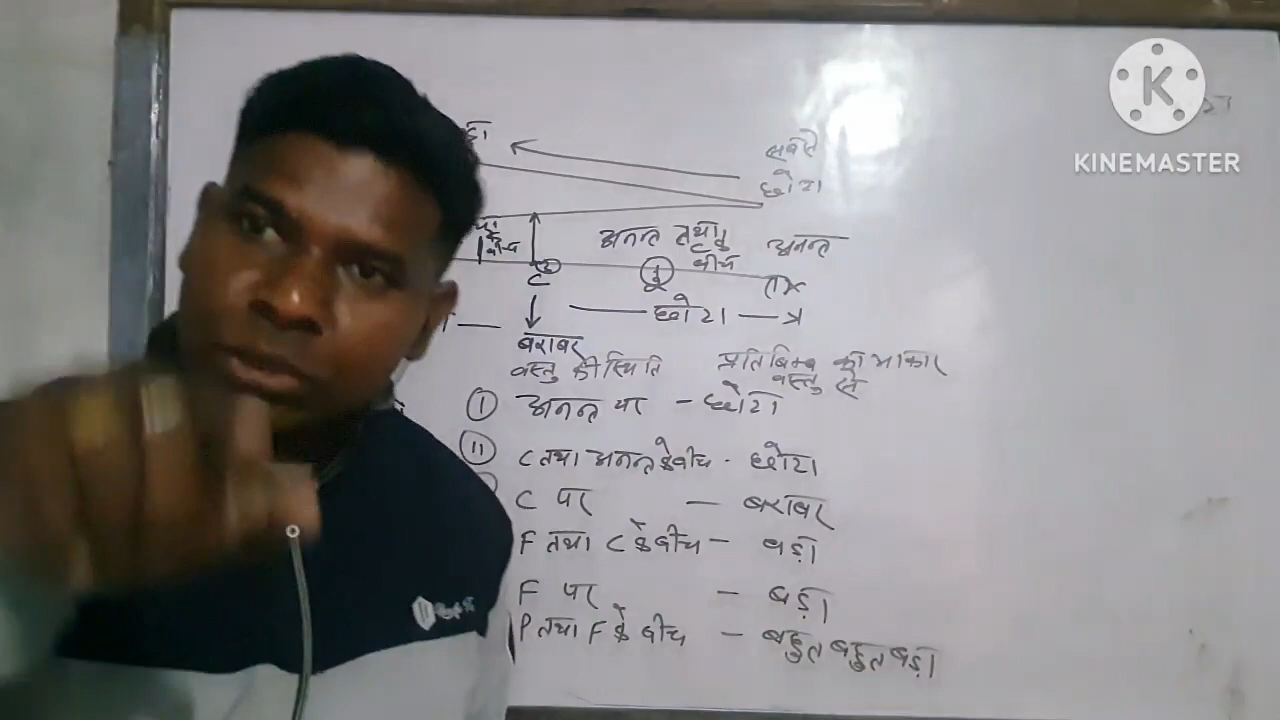 सबसे
छोटा
KINEMASTER
अनन्त तथा C के बीच
अनन्त
C
छोटा
बराबर
वस्तु की स्थिति
प्रतिबिम्ब का आकार
वस्तु से
I अनन्त पर - छोटा
II C तथा अनन्त के बीच - छोटा
C पर - बराबर
F तथा C के बीच - बड़ा
F पर - बड़ा
P तथा F के बीच - बहुत बहुत बड़ा